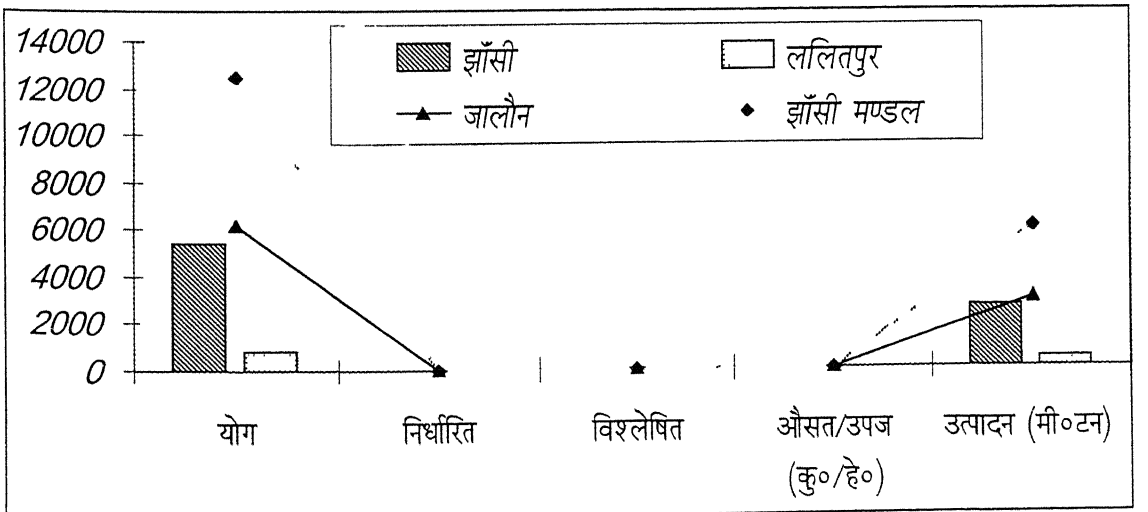 14000
12000
10000
8000
6000
4000
2000
0
झाँसी
ललितपुर
जालौन
झाँसी मण्डल
योग
निर्धारित
विश्लेषित
औसत/उपज
(कु०/हे०)
उत्पादन (मी०टन)